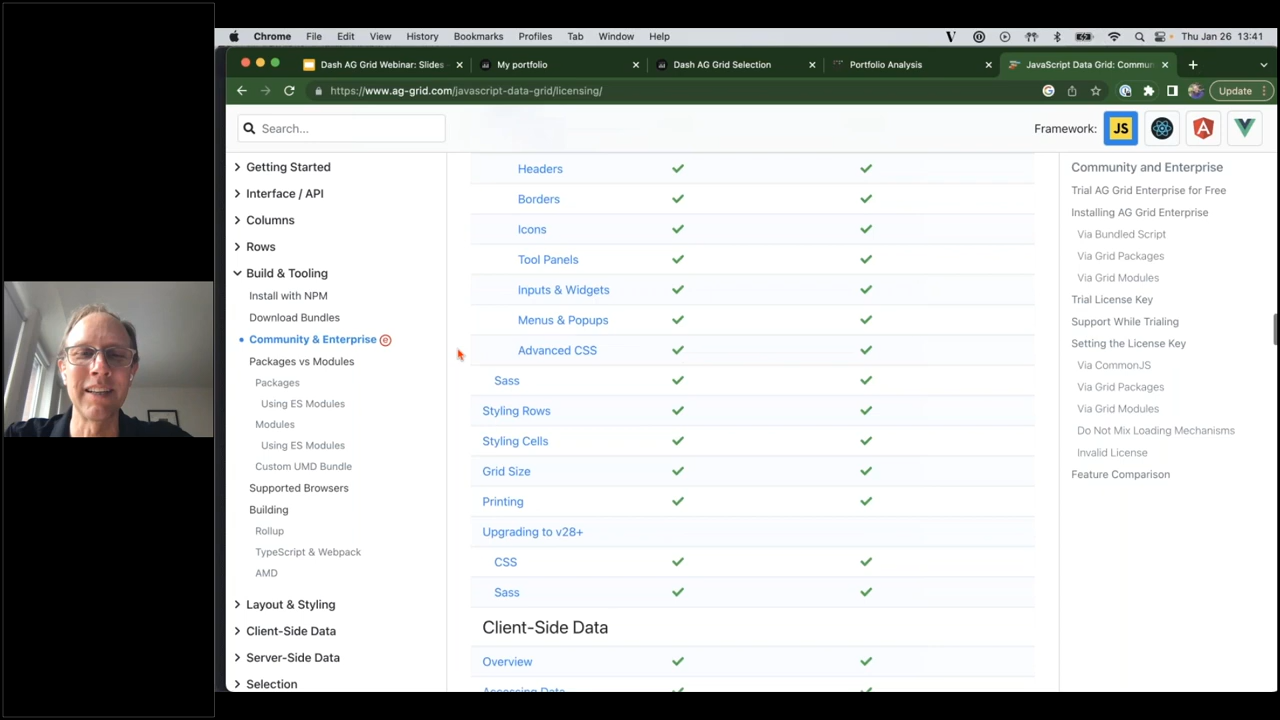 Chrome File Edit View History Bookmarks Profiles Tab Window Help Thu Jan 26 13:41
Dash AG Grid Webinar: Slides My portfolio Dash AG Grid Selection Portfolio Analysis JavaScript Data Grid: Commun
https://www.ag-grid.com/javascript-data-grid/licensing/ Update
Search...
Framework: JS
Getting Started
Interface / API
Columns
Rows
Build & Tooling
Install with NPM
Download Bundles
Community & Enterprise e
Packages vs Modules
Packages
Using ES Modules
Modules
Using ES Modules
Custom UMD Bundle
Supported Browsers
Building
Rollup
TypeScript & Webpack
AMD
Layout & Styling
Client-Side Data
Server-Side Data
Selection
Headers
Borders
Icons
Tool Panels
Inputs & Widgets
Menus & Popups
Advanced CSS
Sass
Styling Rows
Styling Cells
Grid Size
Printing
Upgrading to v28+
CSS
Sass
Client-Side Data
Overview
Accessing Data
Community and Enterprise
Trial AG Grid Enterprise for Free
Installing AG Grid Enterprise
Via Bundled Script
Via Grid Packages
Via Grid Modules
Trial License Key
Support While Trialing
Setting the License Key
Via CommonJS
Via Grid Packages
Via Grid Modules
Do Not Mix Loading Mechanisms
Invalid License
Feature Comparison